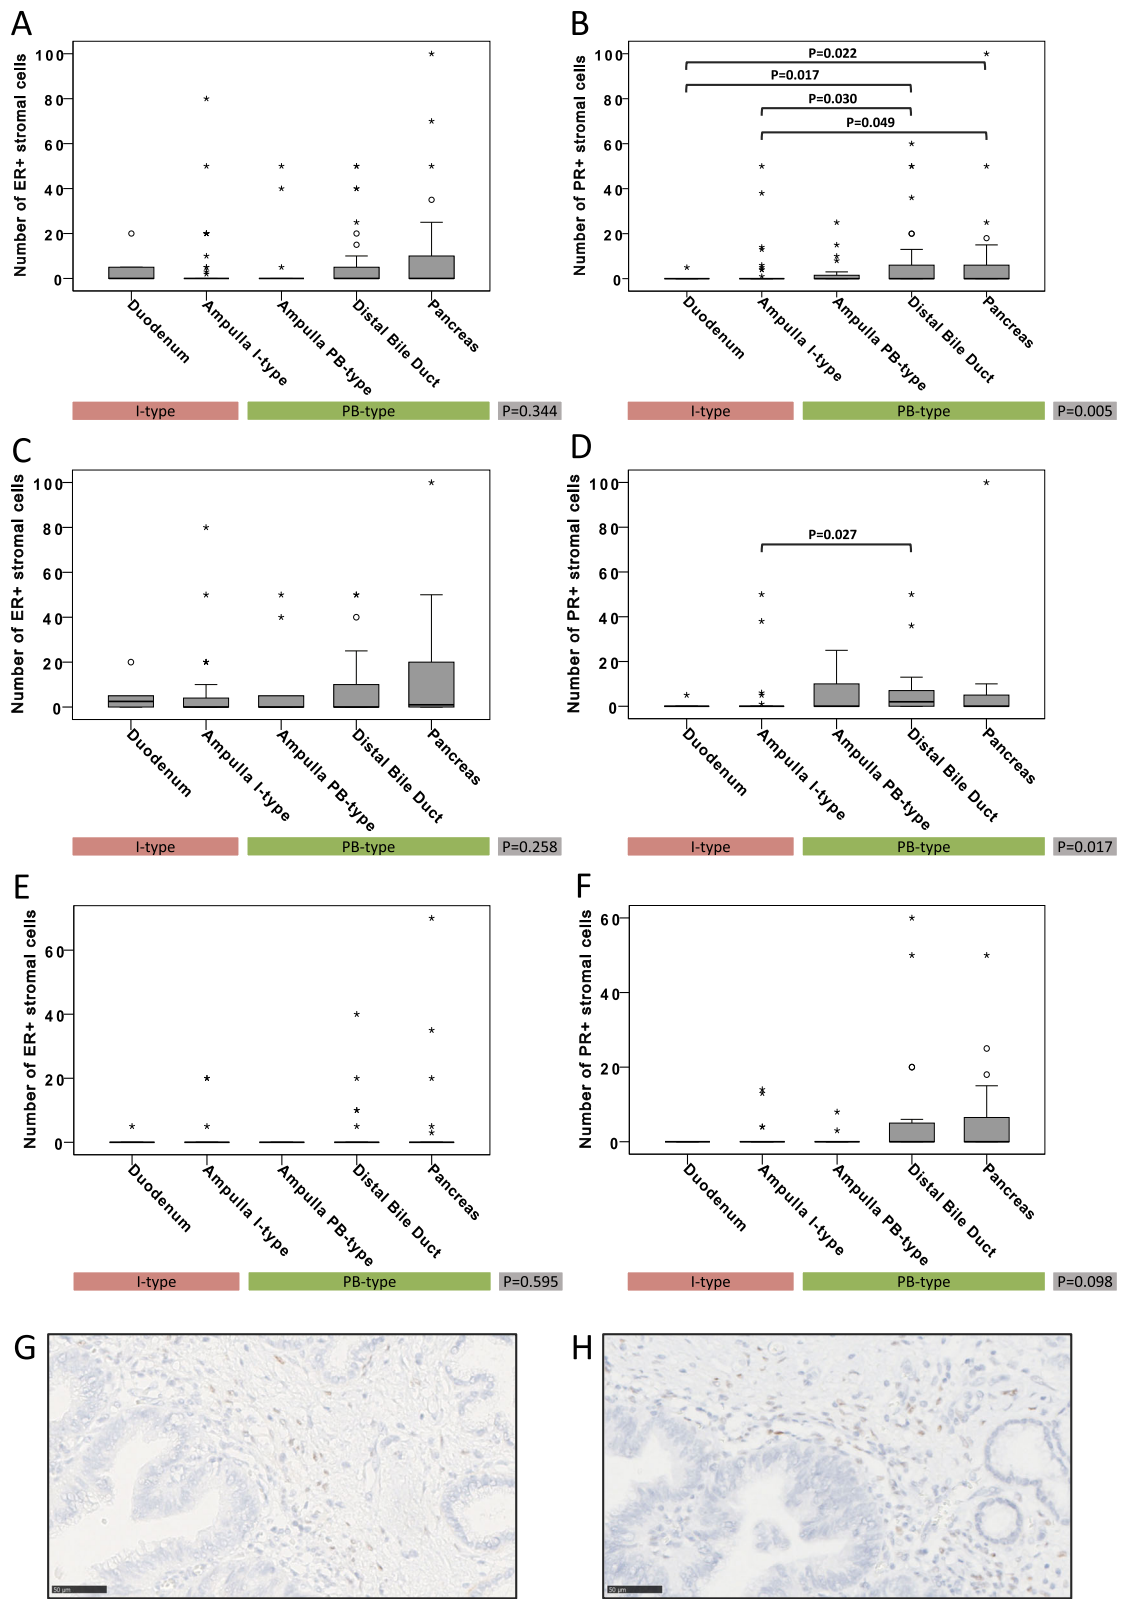 A
Number of ER+ stromal cells
100
80
60
40
20
0
Duodenum
Ampulla I-type
Ampulla PB-type
Distal Bile Duct
Pancreas
I-type
PB-type
P=0.344
B
Number of PR+ stromal cells
100
80
60
40
20
0
P=0.022
P=0.017
P=0.030
P=0.049
Duodenum
Ampulla I-type
Ampulla PB-type
Distal Bile Duct
Pancreas
I-type
PB-type
P=0.005
C
Number of ER+ stromal cells
100
80
60
40
20
0
Duodenum
Ampulla I-type
Ampulla PB-type
Distal Bile Duct
Pancreas
I-type
PB-type
P=0.258
D
Number of PR+ stromal cells
100
80
60
40
20
0
P=0.027
Duodenum
Ampulla I-type
Ampulla PB-type
Distal Bile Duct
Pancreas
I-type
PB-type
P=0.017
E
Number of ER+ stromal cells
60
40
20
0
Duodenum
Ampulla I-type
Ampulla PB-type
Distal Bile Duct
Pancreas
I-type
PB-type
P=0.595
F
Number of PR+ stromal cells
60
40
20
0
Duodenum
Ampulla I-type
Ampulla PB-type
Distal Bile Duct
Pancreas
I-type
PB-type
P=0.098
G
50 µm
H
50 µm